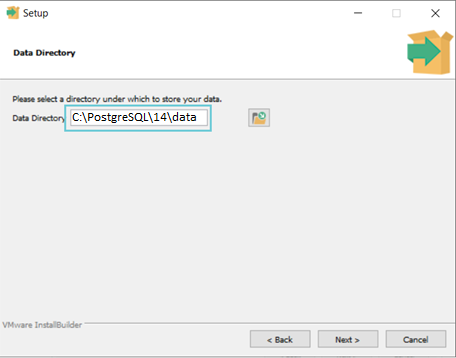 Setup
Data Directory
Please select a directory under which to store your data.
Data Directory C:\PostgreSQL\14\data
VMware InstallBuilder
< Back Next > Cancel